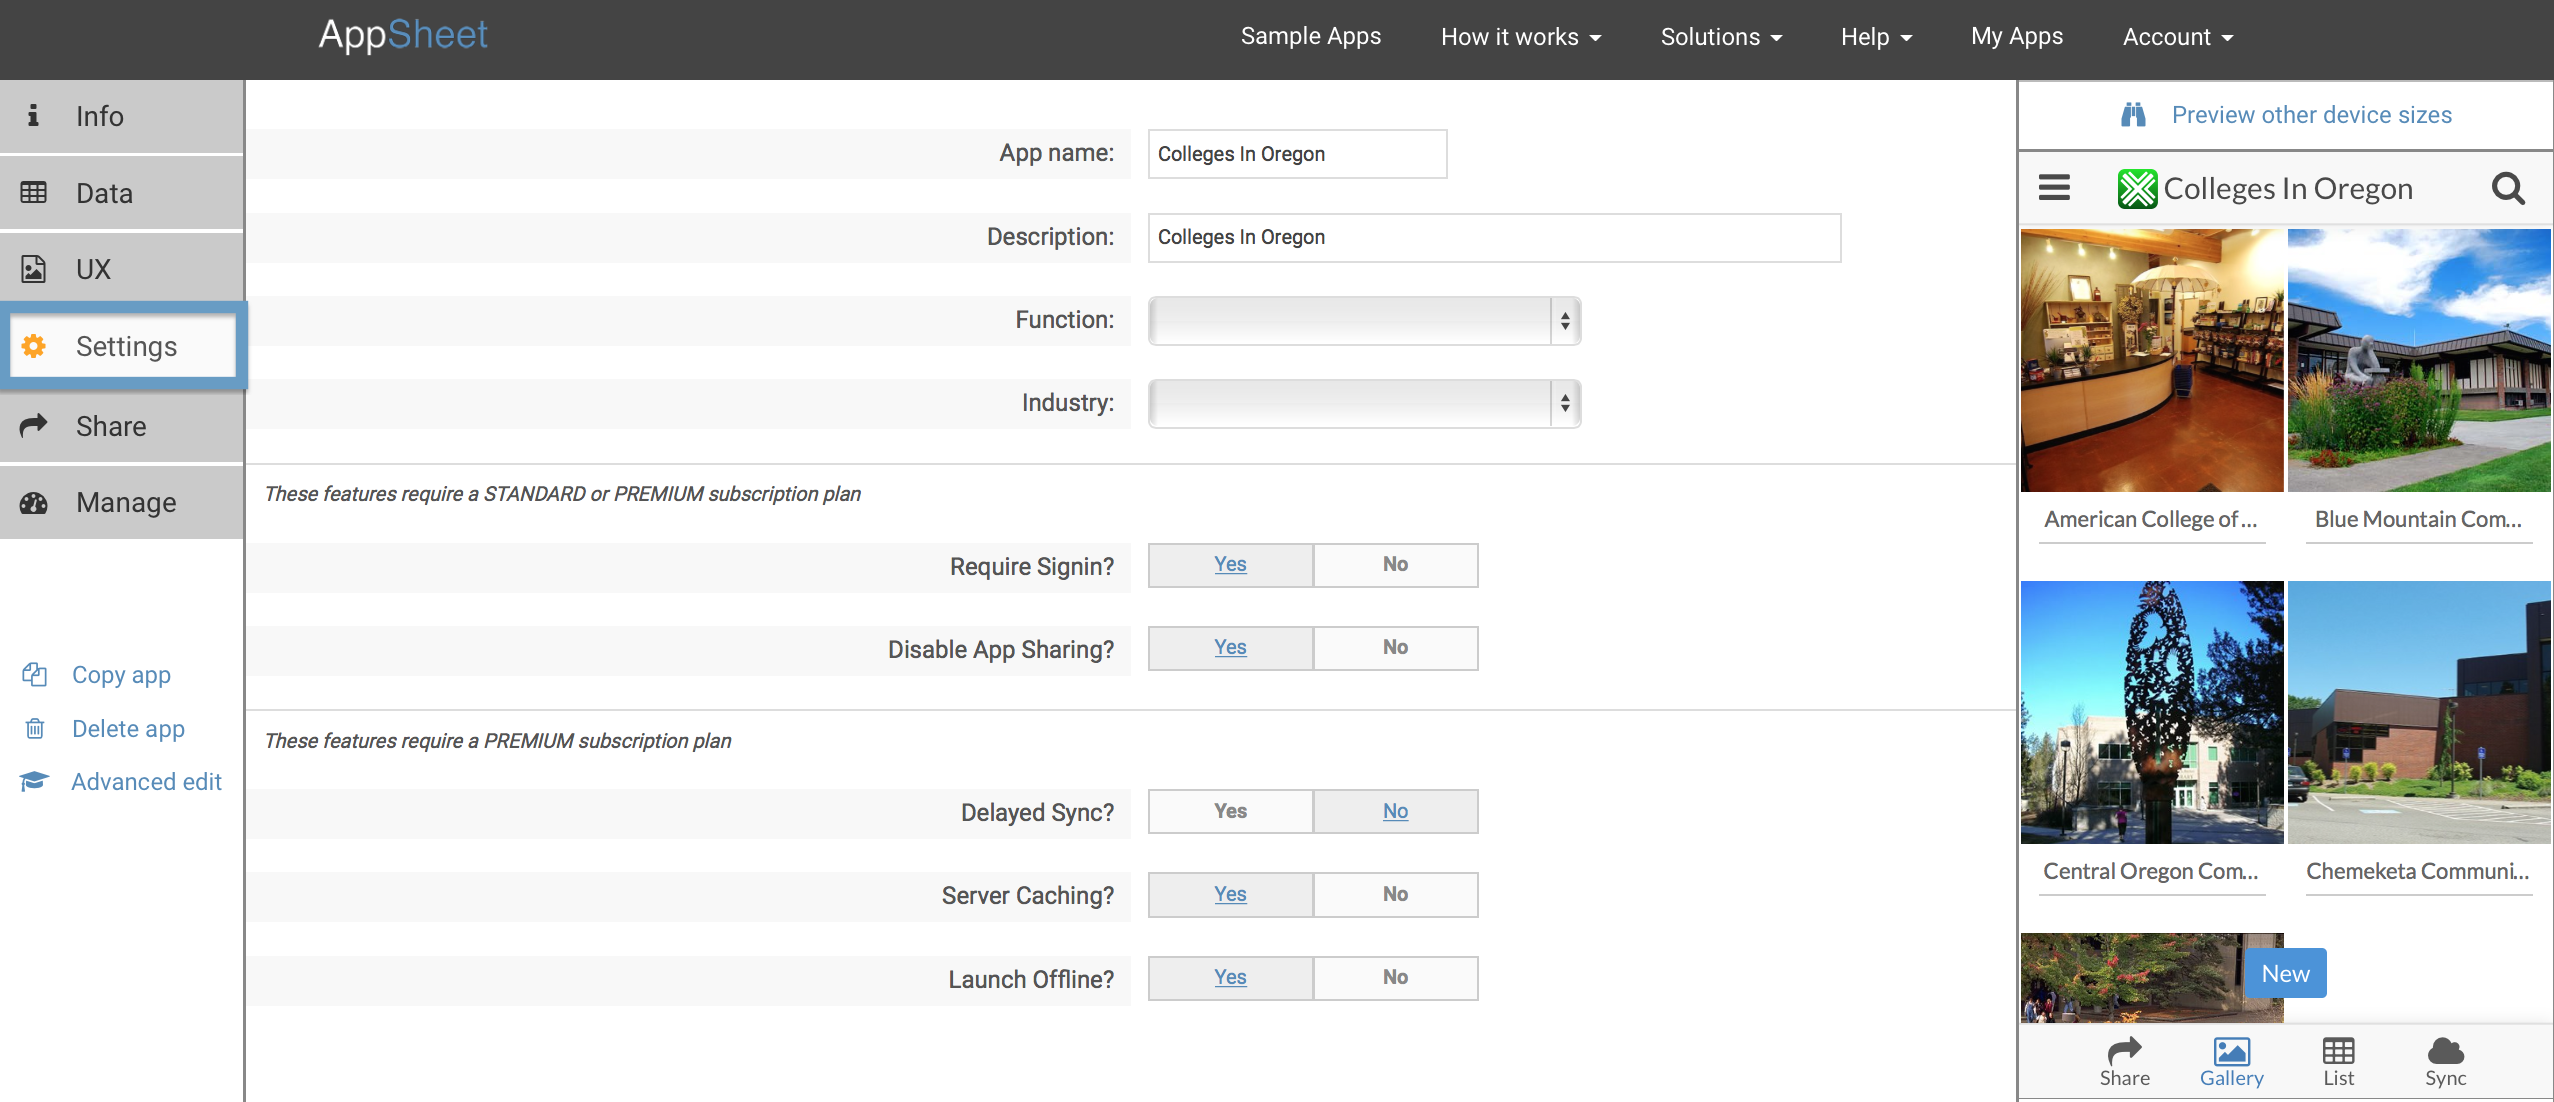 AppSheet
Sample Apps
How it works
Solutions
Help
My Apps
Account
Info
Data
UX
Settings
Share
Manage
Copy app
Delete app
Advanced edit
App name:
Colleges In Oregon
Description:
Colleges In Oregon
Function:
Industry:
These features require a STANDARD or PREMIUM subscription plan
Require Signin?
Yes
No
Disable App Sharing?
Yes
No
These features require a PREMIUM subscription plan
Delayed Sync?
Yes
No
Server Caching?
Yes
No
Launch Offline?
Yes
No
Preview other device sizes
Colleges In Oregon
American College of ...
Blue Mountain Com...
Central Oregon Com...
Chemeketa Communi...
New
Share
Gallery
List
Sync